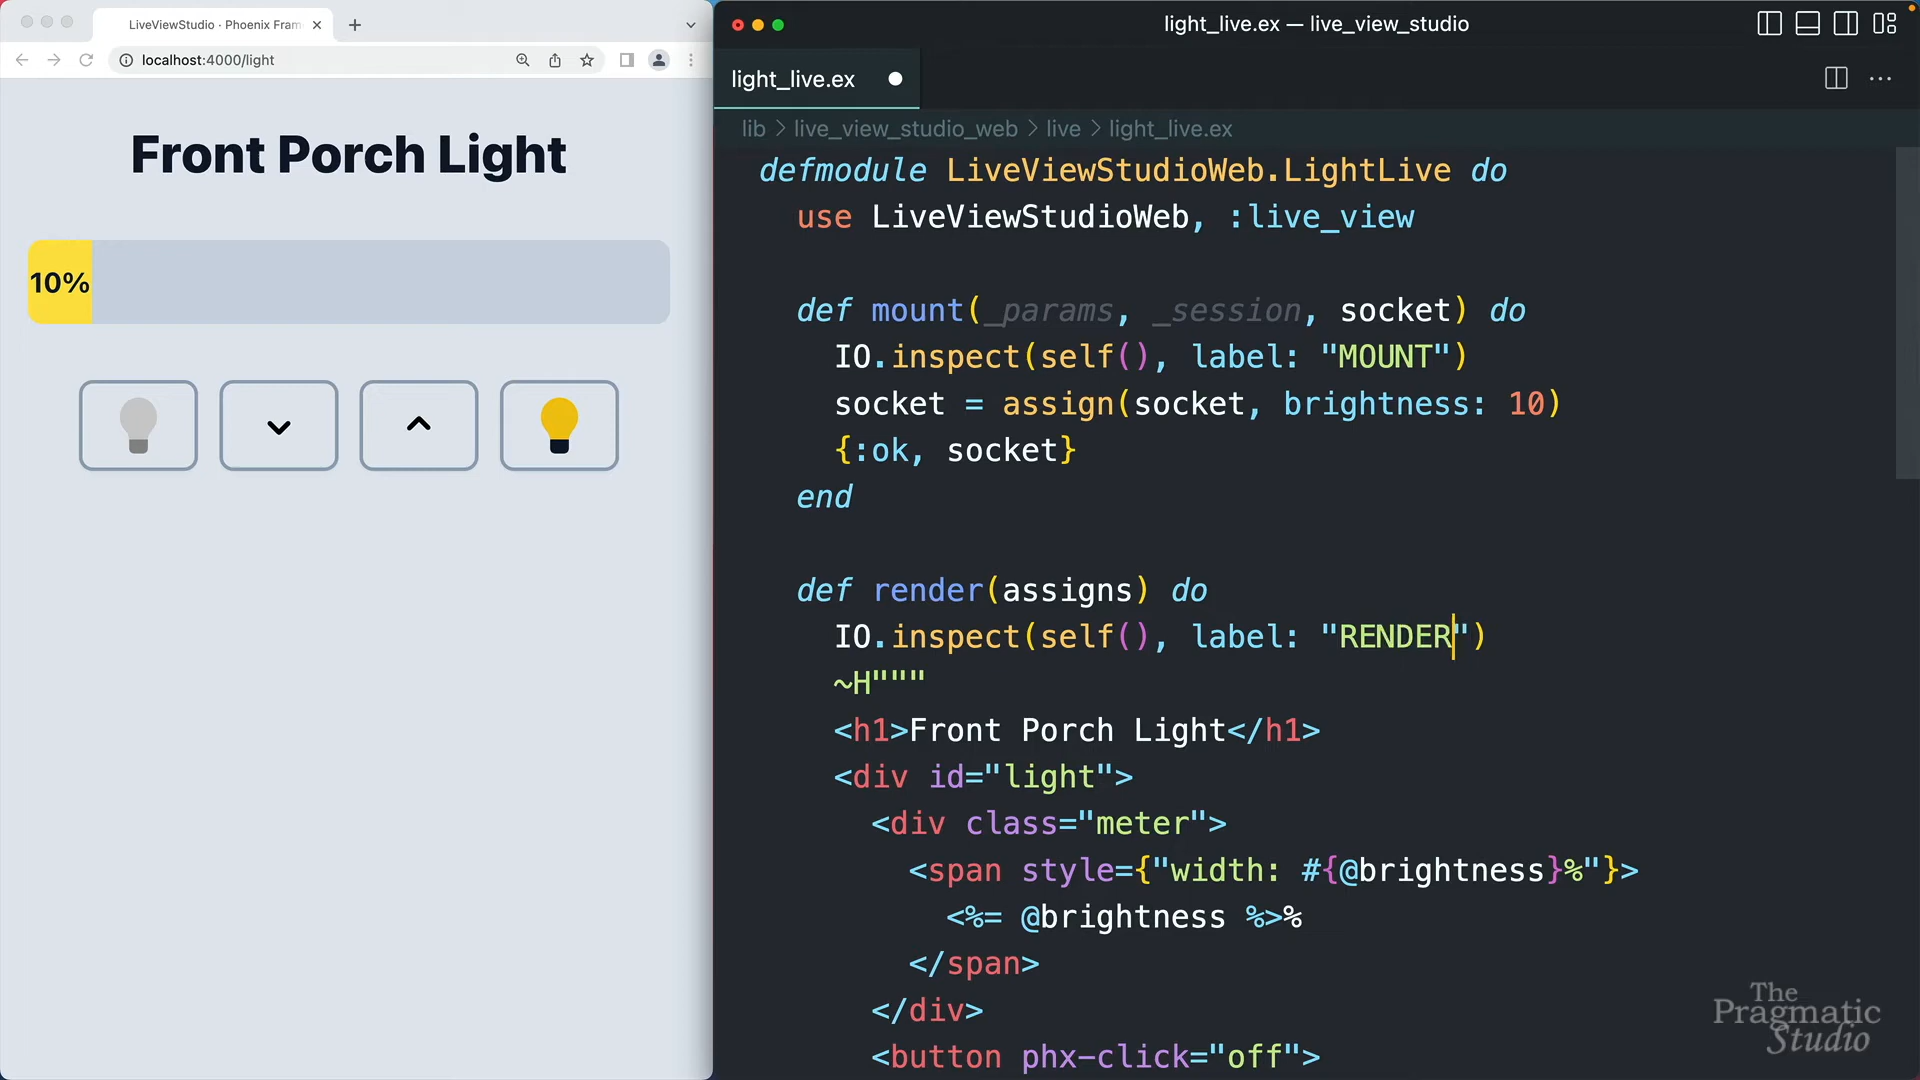 LiveViewStudio · Phoenix Fram
localhost:4000/light
Front Porch Light
10%
light_live.ex — live_view_studio
light_live.ex
lib > live_view_studio_web > live > light_live.ex
defmodule LiveViewStudioWeb.LightLive do
use LiveViewStudioWeb, :live_view
def mount(_params, _session, socket) do
IO.inspect(self(), label: "MOUNT")
socket = assign(socket, brightness: 10)
{:ok, socket}
end
def render(assigns) do
IO.inspect(self(), label: "RENDER")
~H"""
<h1>Front Porch Light</h1>
<div id="light">
<div class="meter">
<span style={"width: #{@brightness}%"}>
<%= @brightness %>%
</span>
</div>
<button phx-click="off">
The
Pragmatic
Studio